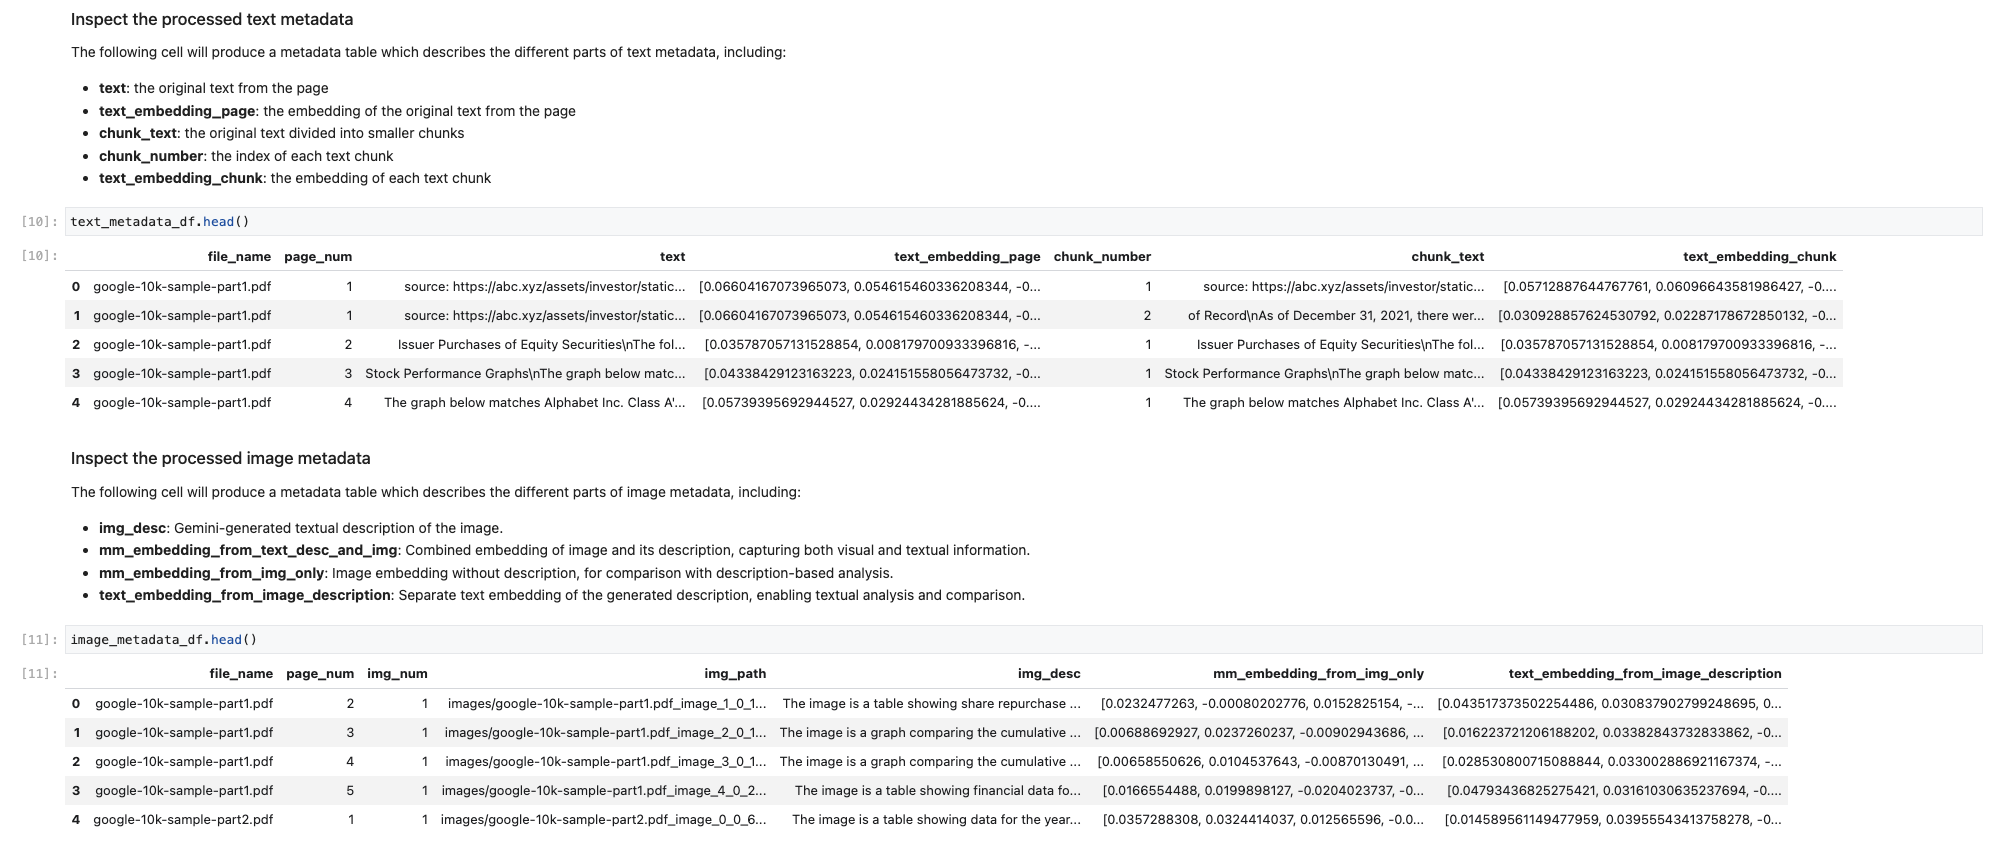 Inspect the processed text metadata
The following cell will produce a metadata table which describes the different parts of text metadata, including:
• text: the original text from the page
• text_embedding_page: the embedding of the original text from the page
• chunk_text: the original text divided into smaller chunks
• chunk_number: the index of each text chunk
• text_embedding_chunk: the embedding of each text chunk
[10]: text_metadata_df.head()
[10]: file_name page_num text text_embedding_page chunk_number chunk_text text_embedding_chunk
0 google-10k-sample-part1.pdf 1 source: https://abc.xyz/assets/investor/static... [0.06604167073965073, 0.054615460336208344, -0... 1 source: https://abc.xyz/assets/investor/static... [0.05712887644767761, 0.06096643581986427, -0....
1 google-10k-sample-part1.pdf 1 source: https://abc.xyz/assets/investor/static... [0.06604167073965073, 0.054615460336208344, -0... 2 of Record\nAs of December 31, 2021, there wer... [0.030928857624530792, 0.02287178672850132, -0...
2 google-10k-sample-part1.pdf 2 Issuer Purchases of Equity Securities\nThe fol... [0.035787057131528854, 0.008179700933396816, -... 1 Issuer Purchases of Equity Securities\nThe fol... [0.035787057131528854, 0.008179700933396816, -...
3 google-10k-sample-part1.pdf 3 Stock Performance Graphs\nThe graph below matc... [0.04338429123163223, 0.024151558056473732, -0... 1 Stock Performance Graphs\nThe graph below matc... [0.04338429123163223, 0.024151558056473732, -0...
4 google-10k-sample-part1.pdf 4 The graph below matches Alphabet Inc. Class A'... [0.05739395692944527, 0.02924434281885624, -0.... 1 The graph below matches Alphabet Inc. Class A'... [0.05739395692944527, 0.02924434281885624, -0....
Inspect the processed image metadata
The following cell will produce a metadata table which describes the different parts of image metadata, including:
• img_desc: Gemini-generated textual description of the image.
• mm_embedding_from_text_desc_and_img: Combined embedding of image and its description, capturing both visual and textual information.
• mm_embedding_from_img_only: Image embedding without description, for comparison with description-based analysis.
• text_embedding_from_image_description: Separate text embedding of the generated description, enabling textual analysis and comparison.
[11]: image_metadata_df.head()
[11]: file_name page_num img_num img_path img_desc mm_embedding_from_img_only text_embedding_from_image_description
0 google-10k-sample-part1.pdf 2 1 images/google-10k-sample-part1.pdf_image_1_0_1... The image is a table showing share repurchase ... [0.0232477263, -0.00080202776, 0.0152825154, -... [0.043517373502254486, 0.030837902799248695, 0...
1 google-10k-sample-part1.pdf 3 1 images/google-10k-sample-part1.pdf_image_2_0_1... The image is a graph comparing the cumulative ... [0.00688692927, 0.0237260237, -0.00902943686, ... [0.016223721206188202, 0.03382843732833862, -0...
2 google-10k-sample-part1.pdf 4 1 images/google-10k-sample-part1.pdf_image_3_0_1... The image is a graph comparing the cumulative ... [0.00658550626, 0.0104537643, -0.00870130491, ... [0.028530800715088844, 0.033002886921167374, -...
3 google-10k-sample-part1.pdf 5 1 images/google-10k-sample-part1.pdf_image_4_0_2... The image is a table showing financial data fo... [0.0166554488, 0.0199898127, -0.0204023737, -0... [0.04793436825275421, 0.03161030635237694, -0....
4 google-10k-sample-part2.pdf 1 1 images/google-10k-sample-part2.pdf_image_0_0_6... The image is a table showing data for the year... [0.0357288308, 0.0324414037, 0.012565596, -0.0... [0.014589561149477959, 0.03955543413758278, -0...